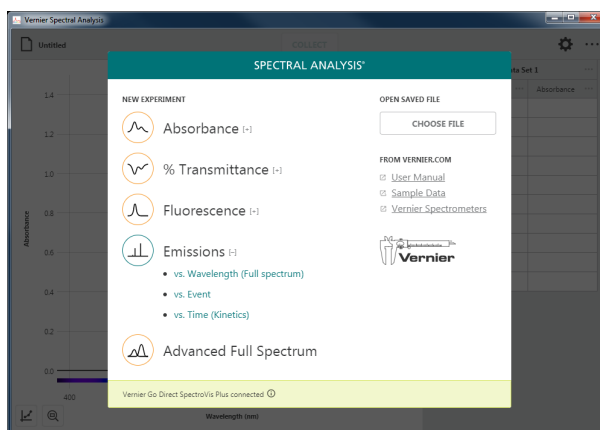 Vernier Spectral Analysis
Untitled
COLLECT
SPECTRAL ANALYSIS®
NEW EXPERIMENT
Absorbance [+]
% Transmittance [+]
Fluorescence [+]
Emissions [-]
• vs. Wavelength (Full spectrum)
• vs. Event
• vs. Time (Kinetics)
Advanced Full Spectrum
OPEN SAVED FILE
CHOOSE FILE
FROM VERNIER.COM
User Manual
Sample Data
Vernier Spectrometers
Vernier
Vernier Go Direct SpectroVis Plus connected
Set 1
Absorbance
Absorbance
1.4
1.2
1.0
0.8
0.6
0.4
0.2
0.0
400
Wavelength (nm)